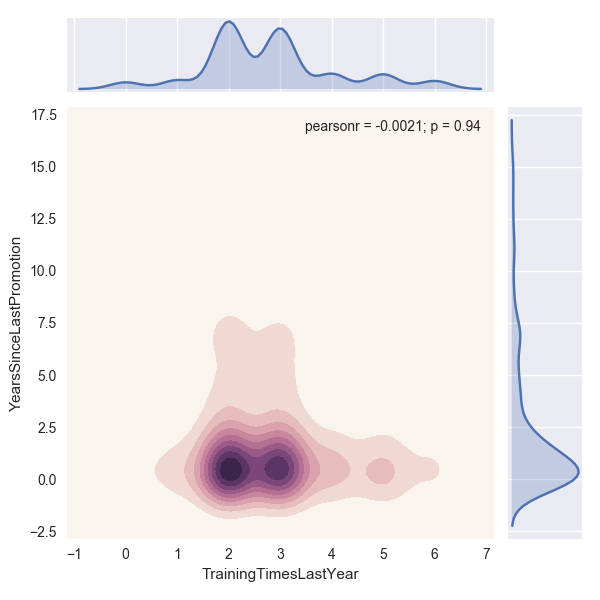 pearsonr = -0.0021; p = 0.94
17.5
15.0
12.5
10.0
7.5
5.0
2.5
0.0
−2.5
YearsSinceLastPromotion
−1 0 1 2 3 4 5 6 7
TrainingTimesLastYear